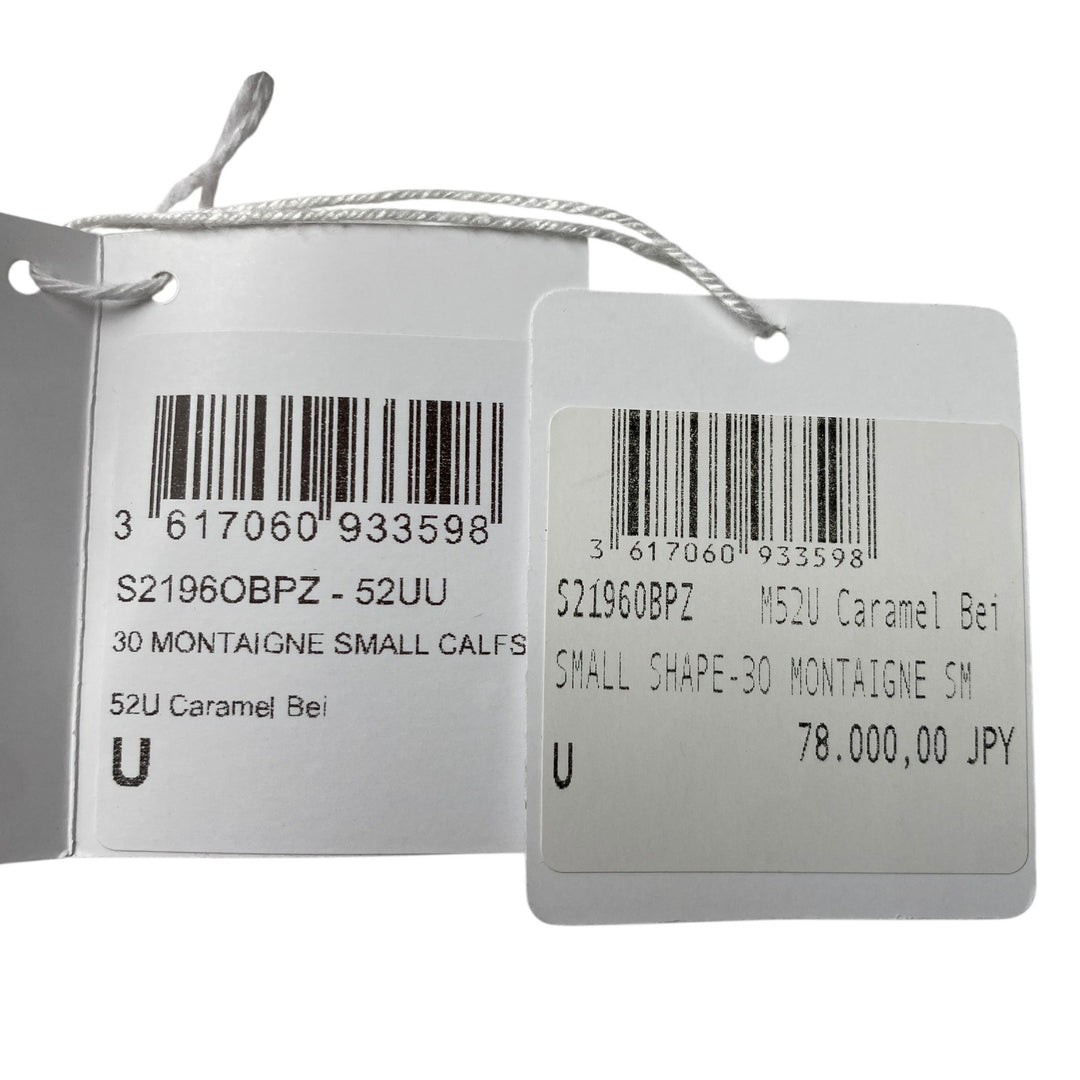 3 617060 933598
S2196OBPZ - 52UU
30 MONTAIGNE SMALL CALFS
52U Caramel Bei
U
3 617060 933598
S2196OBPZ M52U Caramel Bei
SMALL SHAPE-30 MONTAIGNE SM
78.000,00 JPY
U